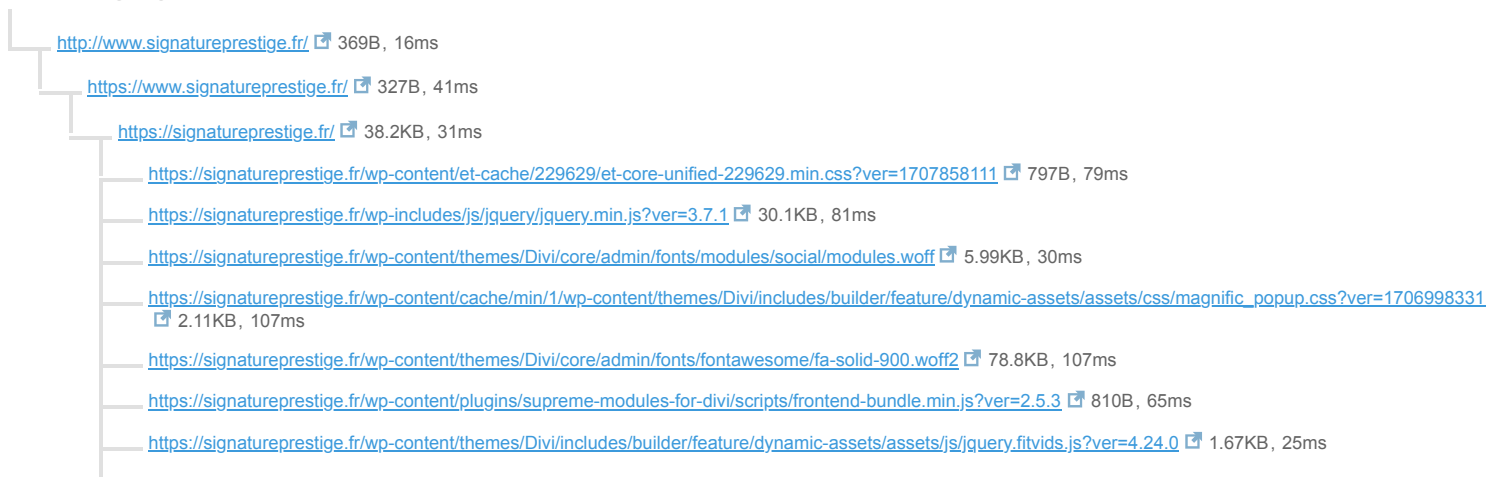 http://www.signatureprestige.fr/ 369B, 16ms
https://www.signatureprestige.fr/ 327B, 41ms
https://signatureprestige.fr/ 38.2KB, 31ms
https://signatureprestige.fr/wp-content/et-cache/229629/et-core-unified-229629.min.css?ver=1707858111 797B, 79ms
https://signatureprestige.fr/wp-includes/js/jquery/jquery.min.js?ver=3.7.1 30.1KB, 81ms
https://signatureprestige.fr/wp-content/themes/Divi/core/admin/fonts/modules/social/modules.woff 5.99KB, 30ms
https://signatureprestige.fr/wp-content/cache/min/1/wp-content/themes/Divi/includes/builder/feature/dynamic-assets/assets/css/magnific_popup.css?ver=1706998331
2.11KB, 107ms
https://signatureprestige.fr/wp-content/themes/Divi/core/admin/fonts/fontawesome/fa-solid-900.woff2 78.8KB, 107ms
https://signatureprestige.fr/wp-content/plugins/supreme-modules-for-divi/scripts/frontend-bundle.min.js?ver=2.5.3 810B, 65ms
https://signatureprestige.fr/wp-content/themes/Divi/includes/builder/feature/dynamic-assets/assets/js/jquery.fitvids.js?ver=4.24.0 1.67KB, 25ms